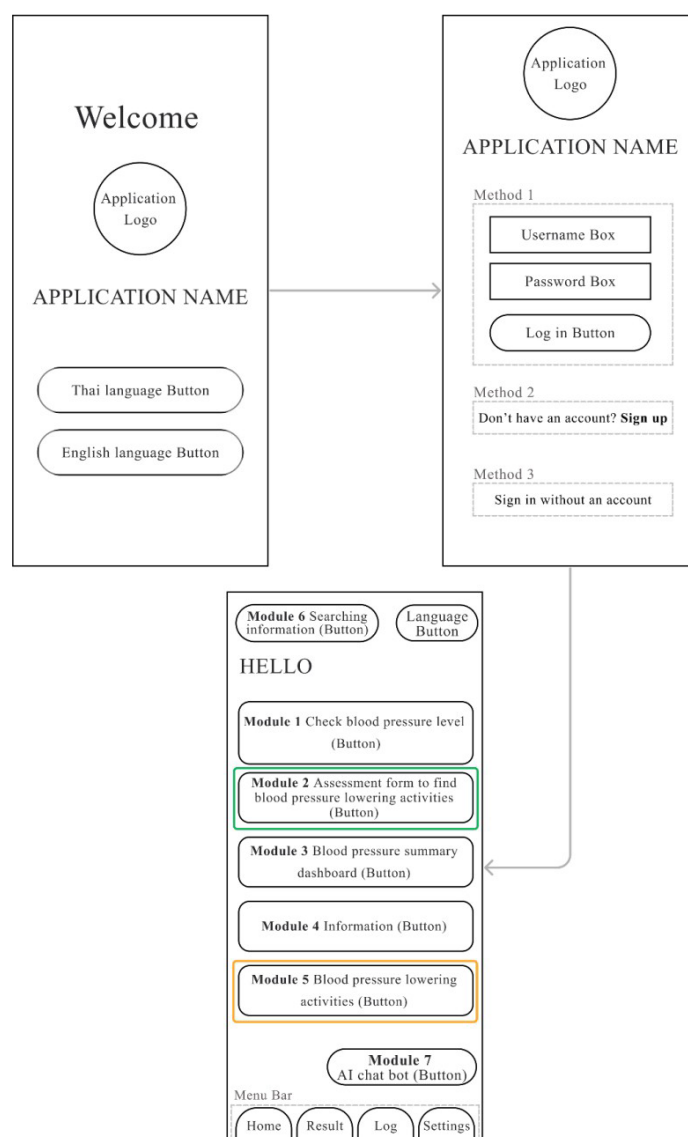 Welcome
Application
Logo
APPLICATION NAME
Thai language Button
English language Button
Application
Logo
APPLICATION NAME
Method 1
Username Box
Password Box
Log in Button
Method 2
Don't have an account? Sign up
Method 3
Sign in without an account
Module 6 Searching
information (Button)
Language
Button
HELLO
Module 1 Check blood pressure level
(Button)
Module 2 Assessment form to find
blood pressure lowering activities
(Button)
Module 3 Blood pressure summary
dashboard (Button)
Module 4 Information (Button)
Module 5 Blood pressure lowering
activities (Button)
Module 7
AI chat bot (Button)
Menu Bar
Home
Result
Log
Settings